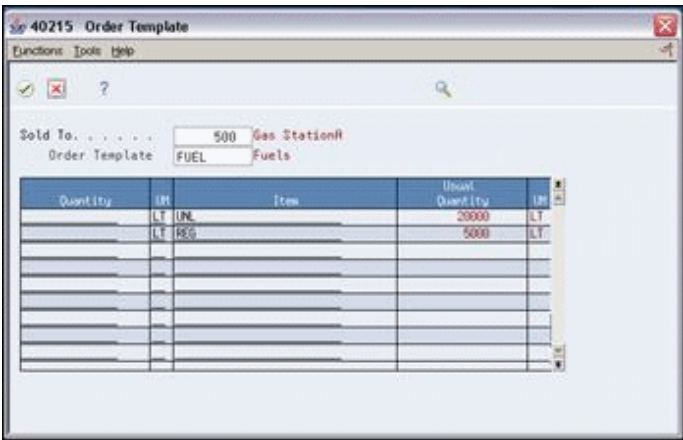 40215 Order Template
Functions Tools Help
?
Sold To. . . . . . 500 Gas StationA
Order Template FUEL Fuels
Quantity UM Item Usual Quantity UM
LT UNL 20000 LT
LT REG 5000 LT